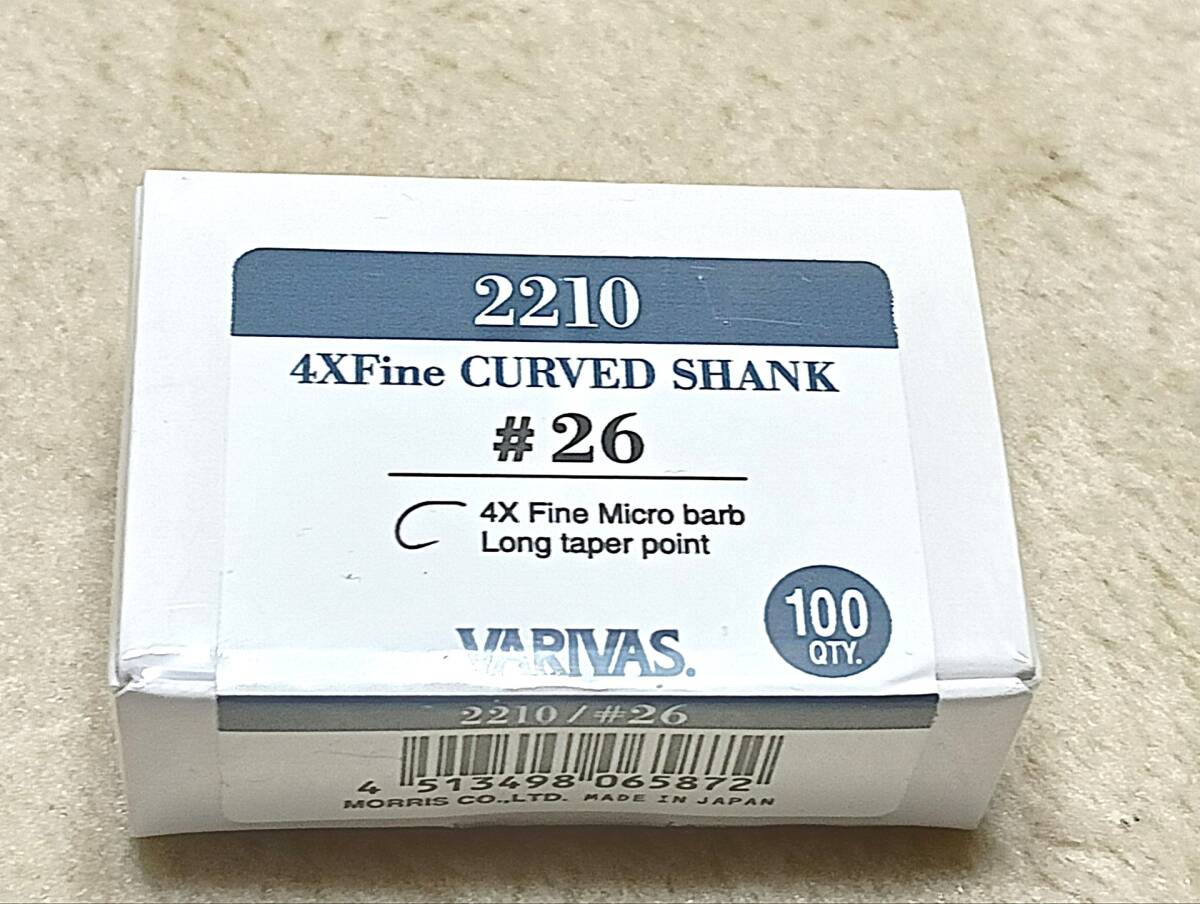 2210
4XFine CURVED SHANK
# 26
4X Fine Micro barb
Long taper point
100
QTY.
VARIVAS.
2210/#26
4 513498 065872
MORRIS CO.,LTD. MADE IN JAPAN